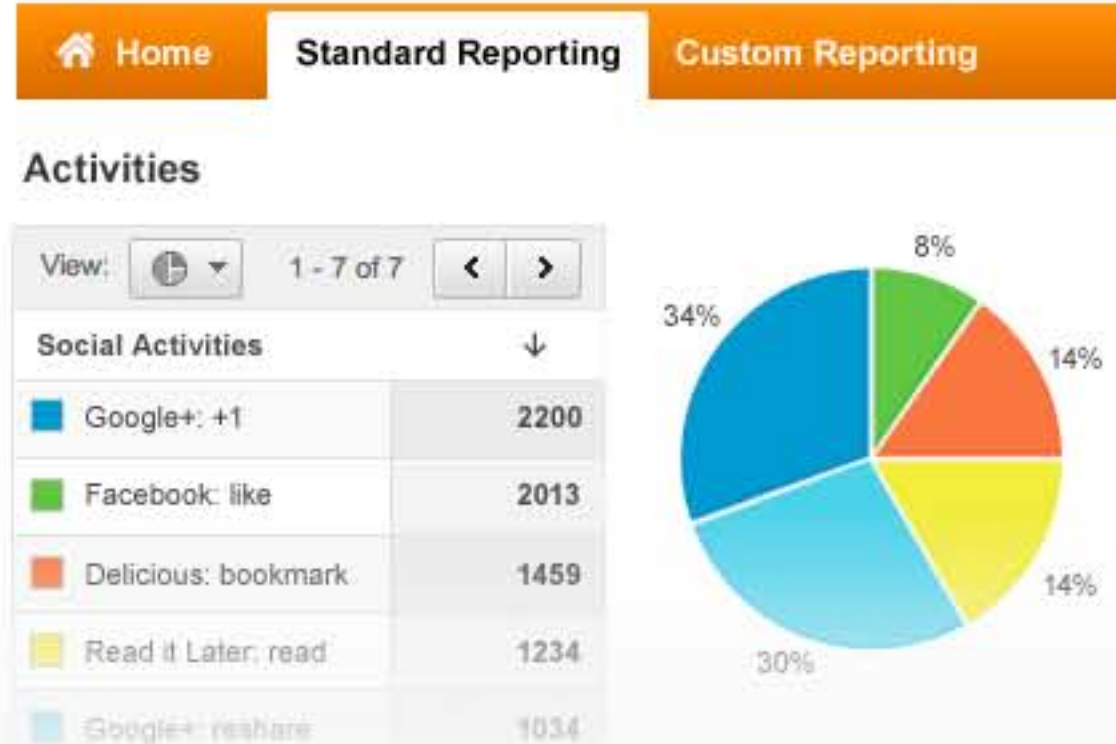 Home Standard Reporting Custom Reporting
Activities
View: 1 - 7 of 7
Social Activities
Google+: +1 2200
Facebook: like 2013
Delicious: bookmark 1459
Read it Later: read 1234
Google+: reshare 1034
8%
34%
14%
14%
30%